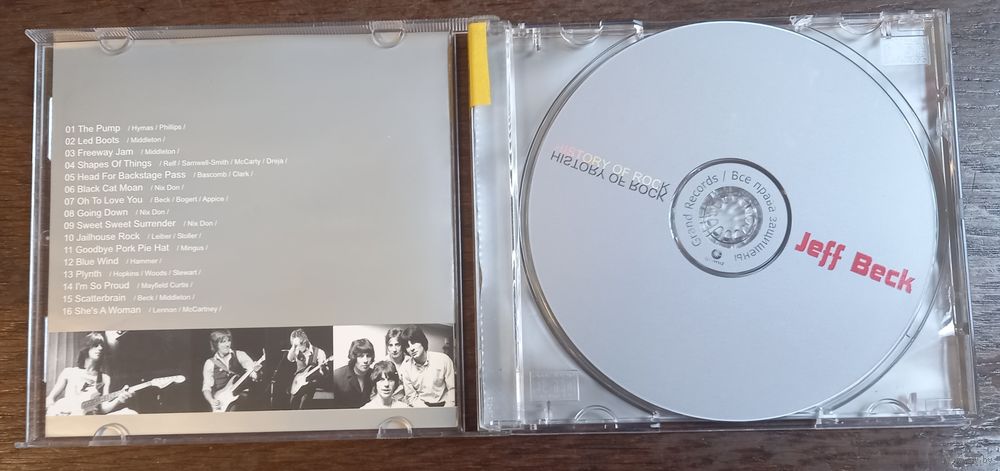 01 The Pump / Hymas / Phillips /
02 Led Boots / Middleton /
03 Freeway Jam / Middleton /
04 Shapes Of Things / Relf / Samwell-Smith / McCarty / Dreja /
05 Head For Backstage Pass / Bascomb / Clark /
06 Black Cat Moan / Nix Don /
07 Oh To Love You / Beck / Bogert / Appice /
08 Going Down / Nix Don /
09 Sweet Sweet Surrender / Nix Don /
10 Jailhouse Rock / Leiber / Stoller /
11 Goodbye Pork Pie Hat / Mingus /
12 Blue Wind / Hammer /
13 Plynth / Hopkins / Woods / Stewart /
14 I'm So Proud / Mayfield Curtis /
15 Scatterbrain / Beck / Middleton /
16 She's A Woman / Lennon / McCartney /
HISTORY OF ROCK
HISTORY OF ROCK
Grand Records / Все права защищены
Jeff Beck